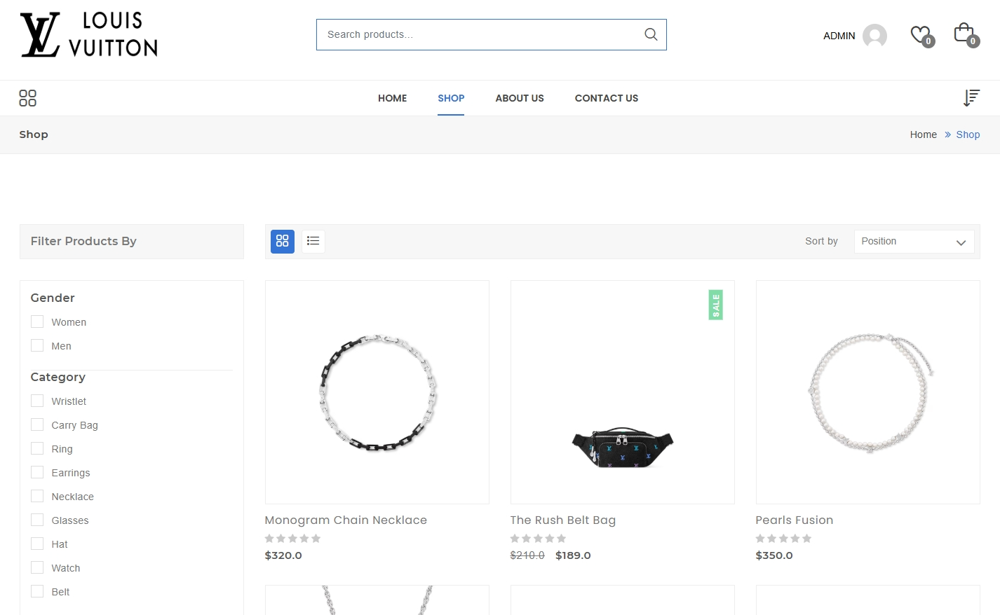 LOUIS
VUITTON
Search products...
ADMIN
0
0
HOME
SHOP
ABOUT US
CONTACT US
Shop
Home » Shop
Filter Products By
Sort by
Position
Gender
Women
Men
Category
Wristlet
Carry Bag
Ring
Earrings
Necklace
Glasses
Hat
Watch
Belt
SALE
Monogram Chain Necklace
$320.0
The Rush Belt Bag
$210.0 $189.0
Pearls Fusion
$350.0